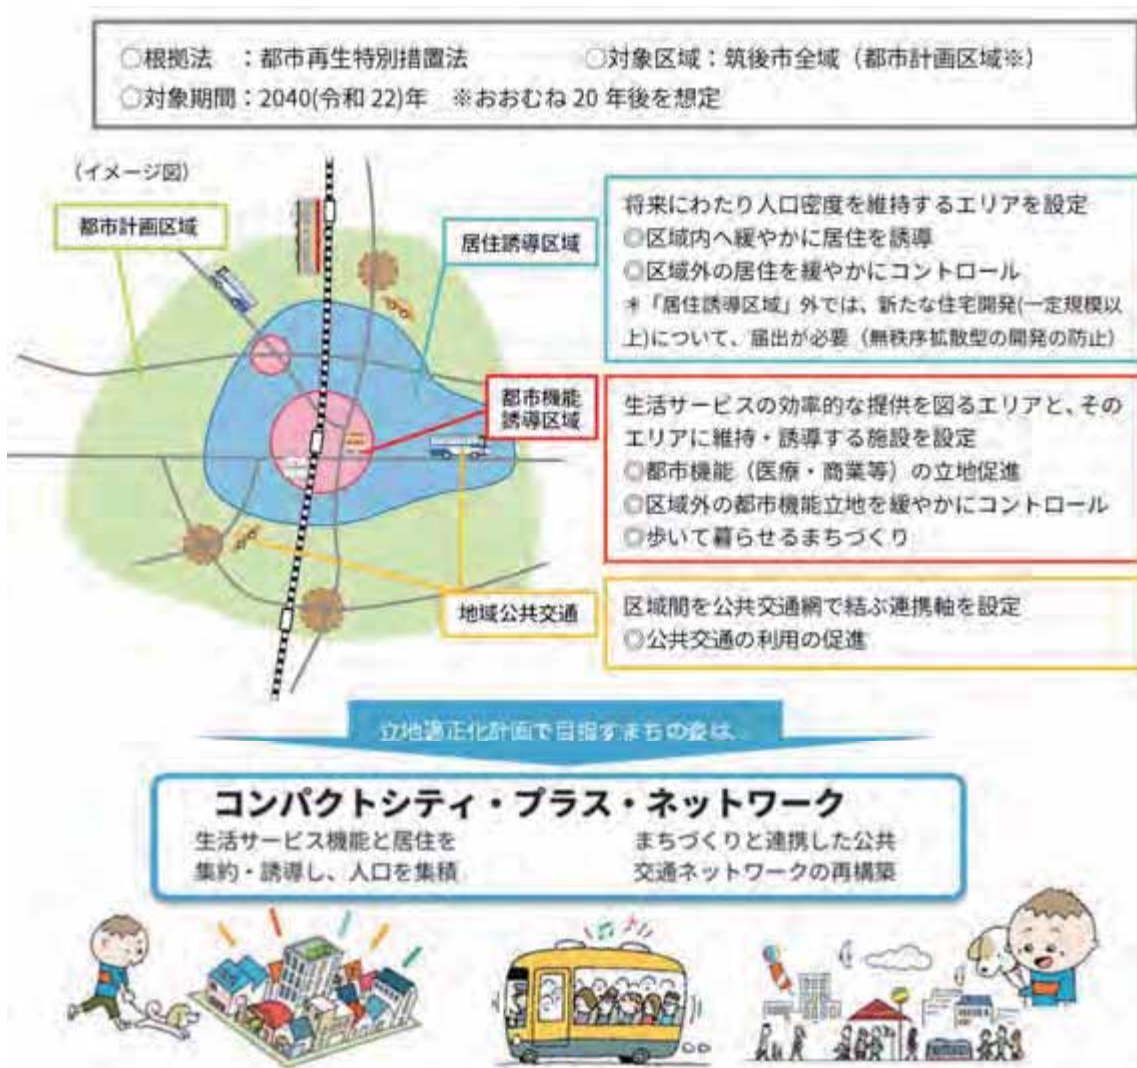 ○根拠法　：都市再生特別措置法　○対象区域：筑後市全域（都市計画区域※）
○対象期間：2040(令和 22)年　※おおむね 20 年後を想定
（イメージ図）
都市計画区域
居住誘導区域
将来にわたり人口密度を維持するエリアを設定
◎区域内へ緩やかに居住を誘導
◎区域外の居住を緩やかにコントロール
＊「居住誘導区域」外では、新たな住宅開発(一定規模以
上)について、届出が必要（無秩序拡散型の開発の防止）
都市機能
誘導区域
生活サービスの効率的な提供を図るエリアと、その
エリアに維持・誘導する施設を設定
◎都市機能（医療・商業等）の立地促進
◎区域外の都市機能立地を緩やかにコントロール
◎歩いて暮らせるまちづくり
地域公共交通
区域間を公共交通網で結ぶ連携軸を設定
◎公共交通の利用の促進
立地適正化計画で目指すまちの姿は、
コンパクトシティ・プラス・ネットワーク
生活サービス機能と居住を
集約・誘導し、人口を集積
まちづくりと連携した公共
交通ネットワークの再構築